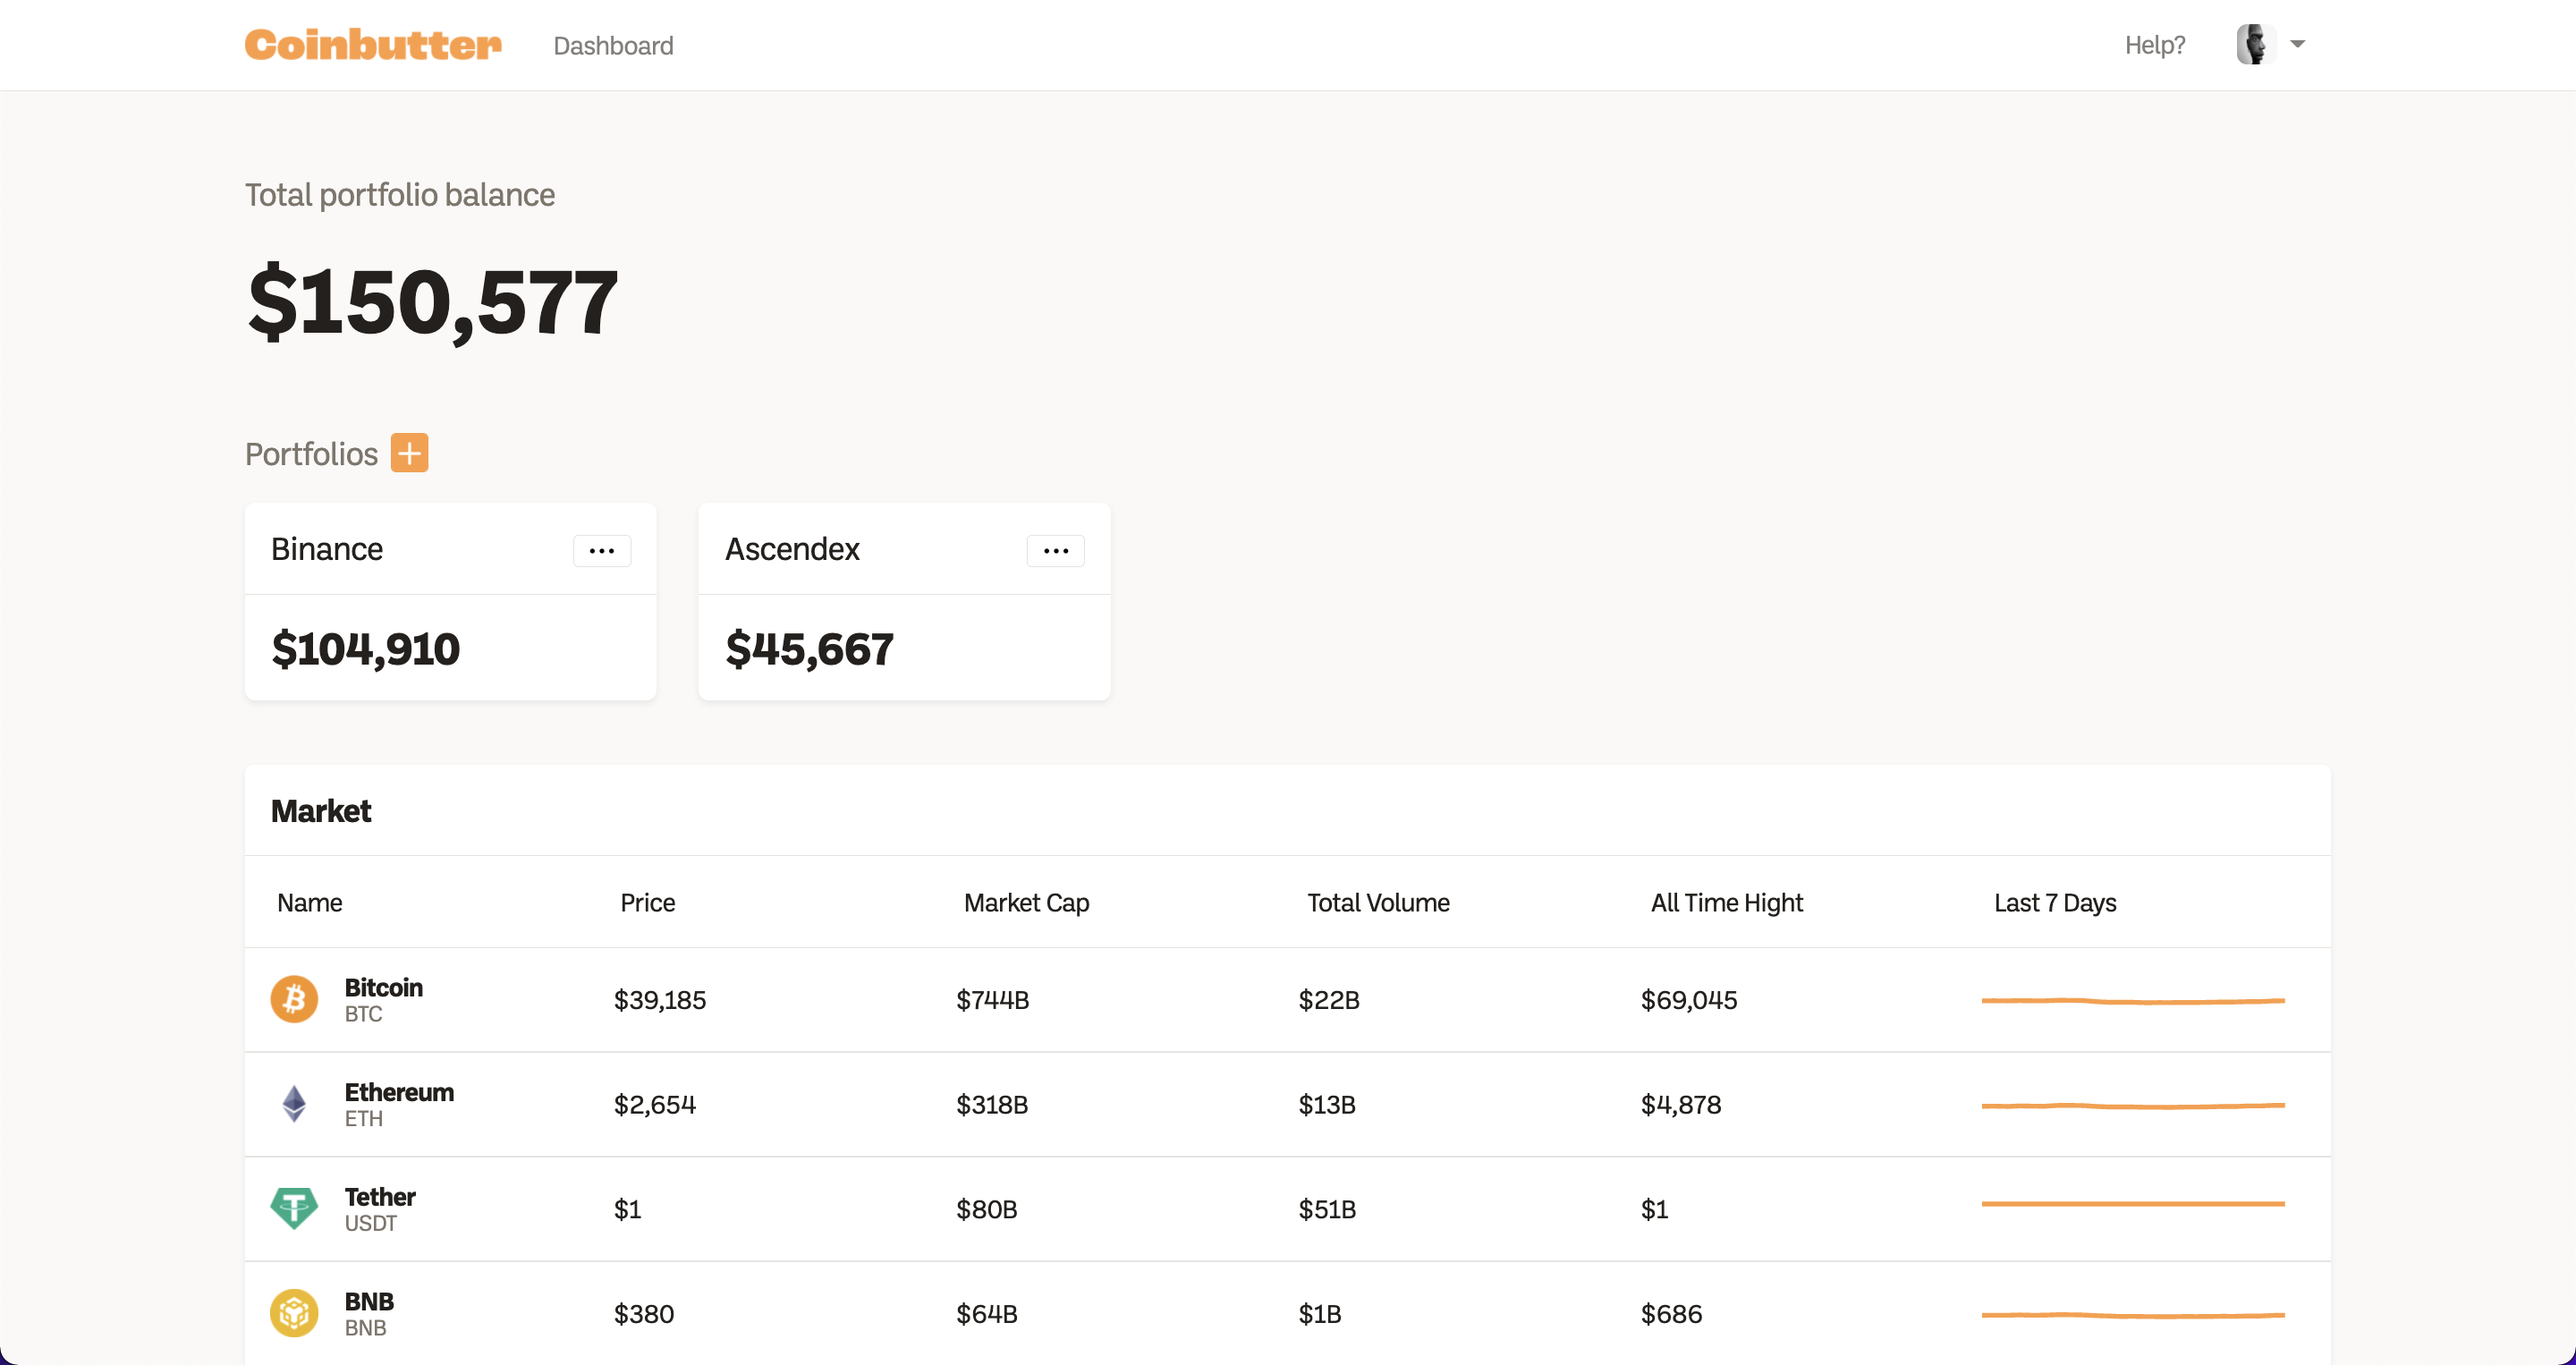 Coinbutter Dashboard Help?
Total portfolio balance
$150,577
Portfolios
Binance ... Ascendex ...
$104,910 $45,667
Market
Name Price Market Cap Total Volume All Time Hight Last 7 Days
Bitcoin
BTC
$39,185 $744B $22B $69,045
Ethereum
ETH
$2,654 $318B $13B $4,878
Tether
USDT
$1 $80B $51B $1
BNB
BNB
$380 $64B $1B $686